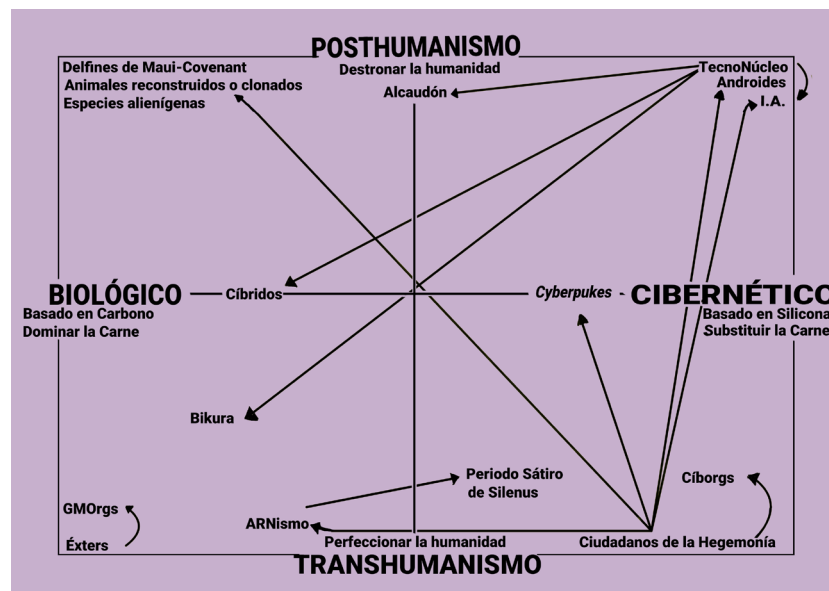 POSTHUMANISMO
Destronar la humanidad
Delfines de Maui-Covenant
Animales reconstruidos o clonados
Especies alienígenas
Alcaudón
TecnoNúcleo
Androides
I.A.
BIOLÓGICO
Basado en Carbono
Dominar la Carne
Cíbridos
Cyberpukes
CIBERNÉTICO
Basado en Silicona
Substituir la Carne
Bikura
Periodo Sátiro
de Silenus
Cíborgs
GMOrgs
Éxters
ARNismo
Perfeccionar la humanidad
Ciudadanos de la Hegemonía
TRANSHUMANISMO